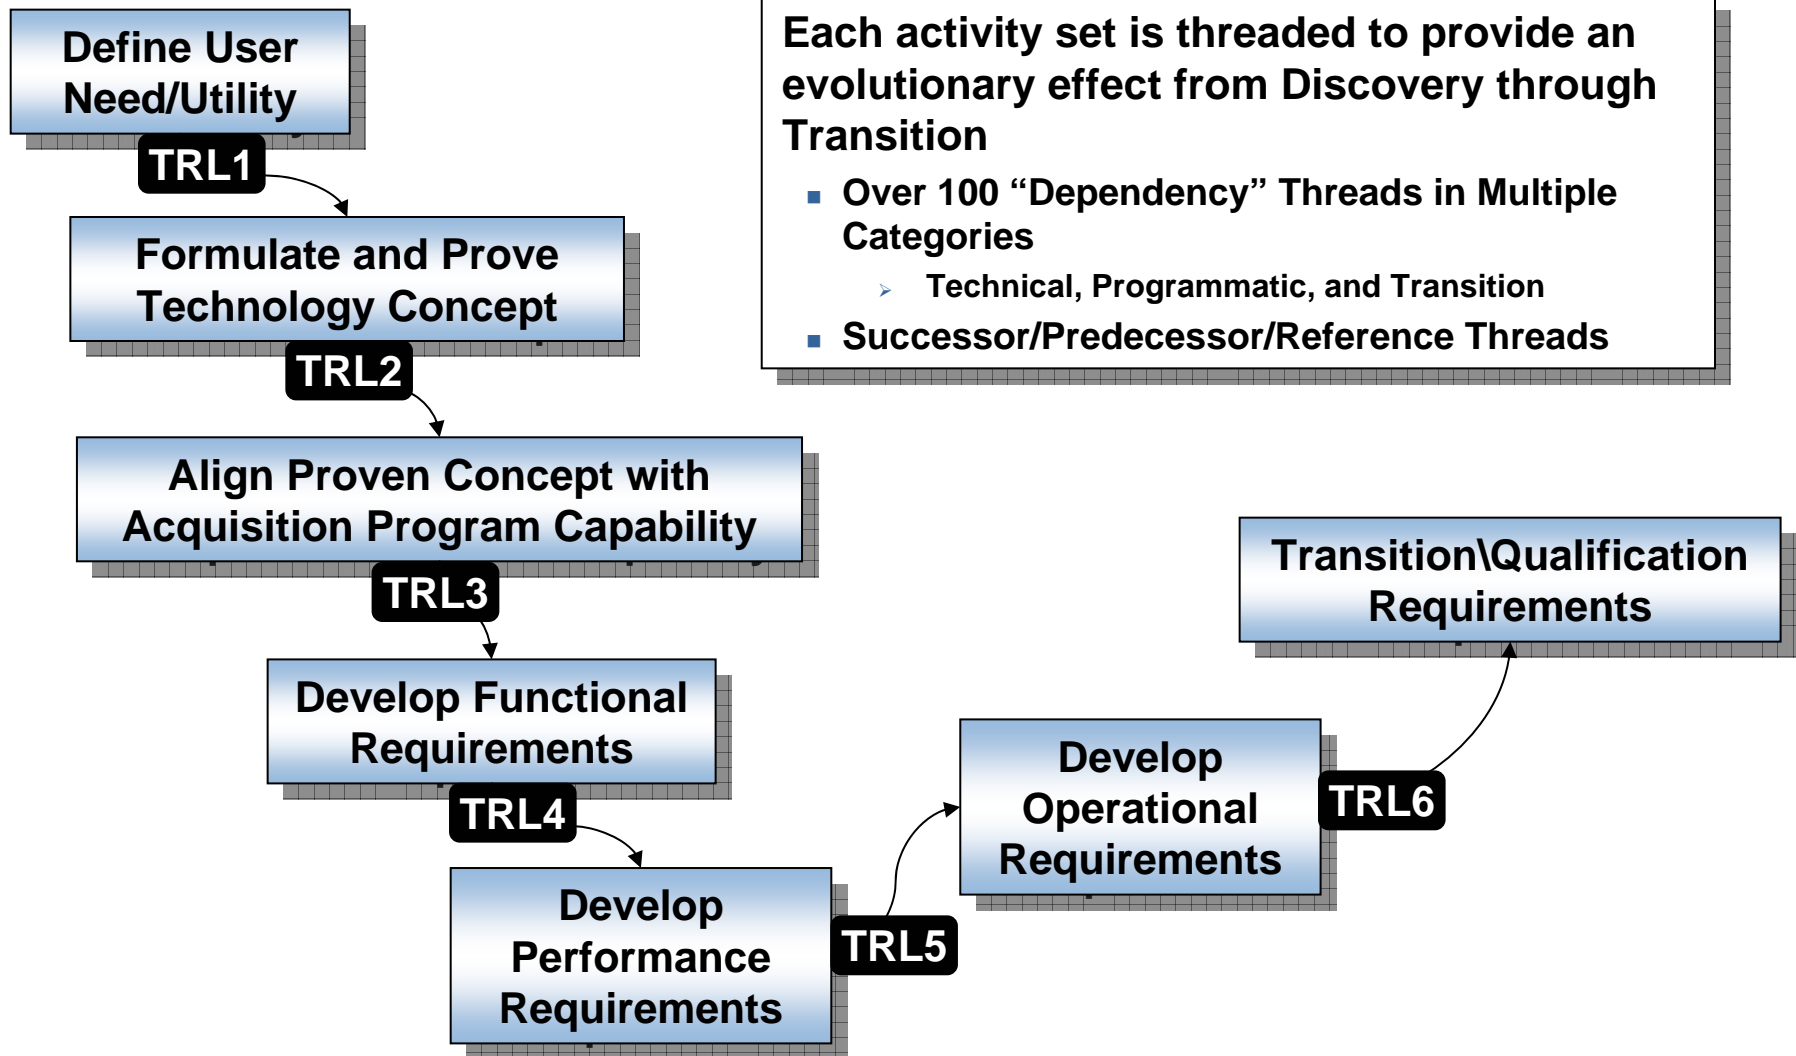 Define User
Need/Utility
TRL1
Formulate and Prove
Technology Concept
TRL2
Align Proven Concept with
Acquisition Program Capability
TRL3
Develop Functional
Requirements
TRL4
Develop
Performance
Requirements
TRL5
Develop
Operational
Requirements
TRL6
Transition\Qualification
Requirements
Each activity set is threaded to provide an
evolutionary effect from Discovery through
Transition
Over 100 “Dependency” Threads in Multiple
Categories
Technical, Programmatic, and Transition
Successor/Predecessor/Reference Threads